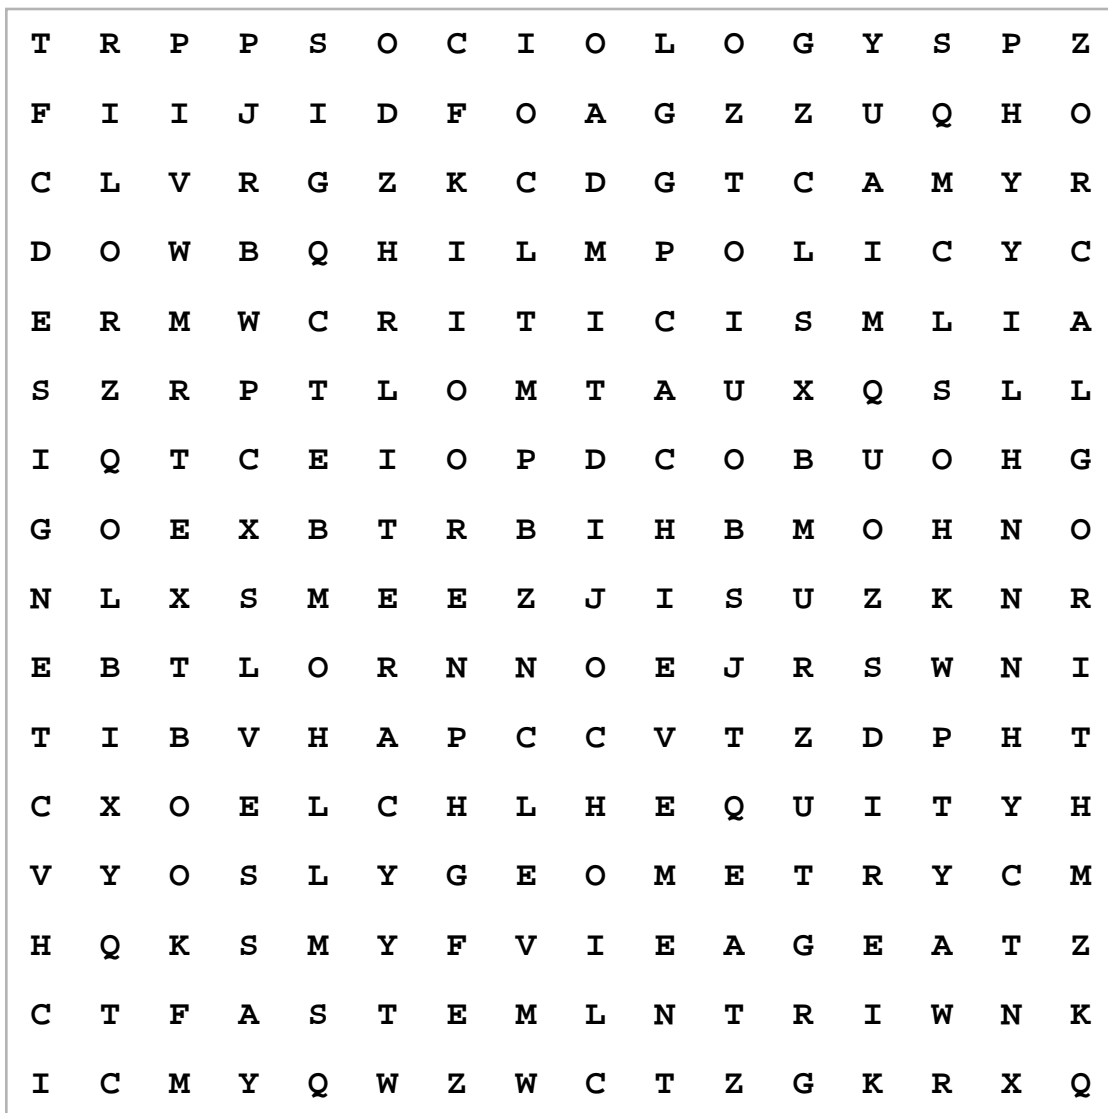 T R P P S O C I O L O G Y S P Z
F I I J I D F O A G Z Z U Q H O
C L V R G Z K C D G T C A M Y R
D O W B Q H I L M P O L I C Y C
E R M W C R I T I C I S M L I A
S Z R P T L O M T A U X Q S L L
I Q T C E I O P D C O B U O H G
G O E X B T R B I H B M O H N O
N L X S M E E Z J I S U Z K N R
E B T L O R N N O E J R S W N I
T I B V H A P C C V T Z D P H T
C X O E L C H L H E Q U I T Y H
V Y O S L Y G E O M E T R Y C M
H Q K S M Y F V I E A G E A T Z
C T F A S T E M L N T R I W N K
I C M Y Q W Z W C T Z G K R X Q